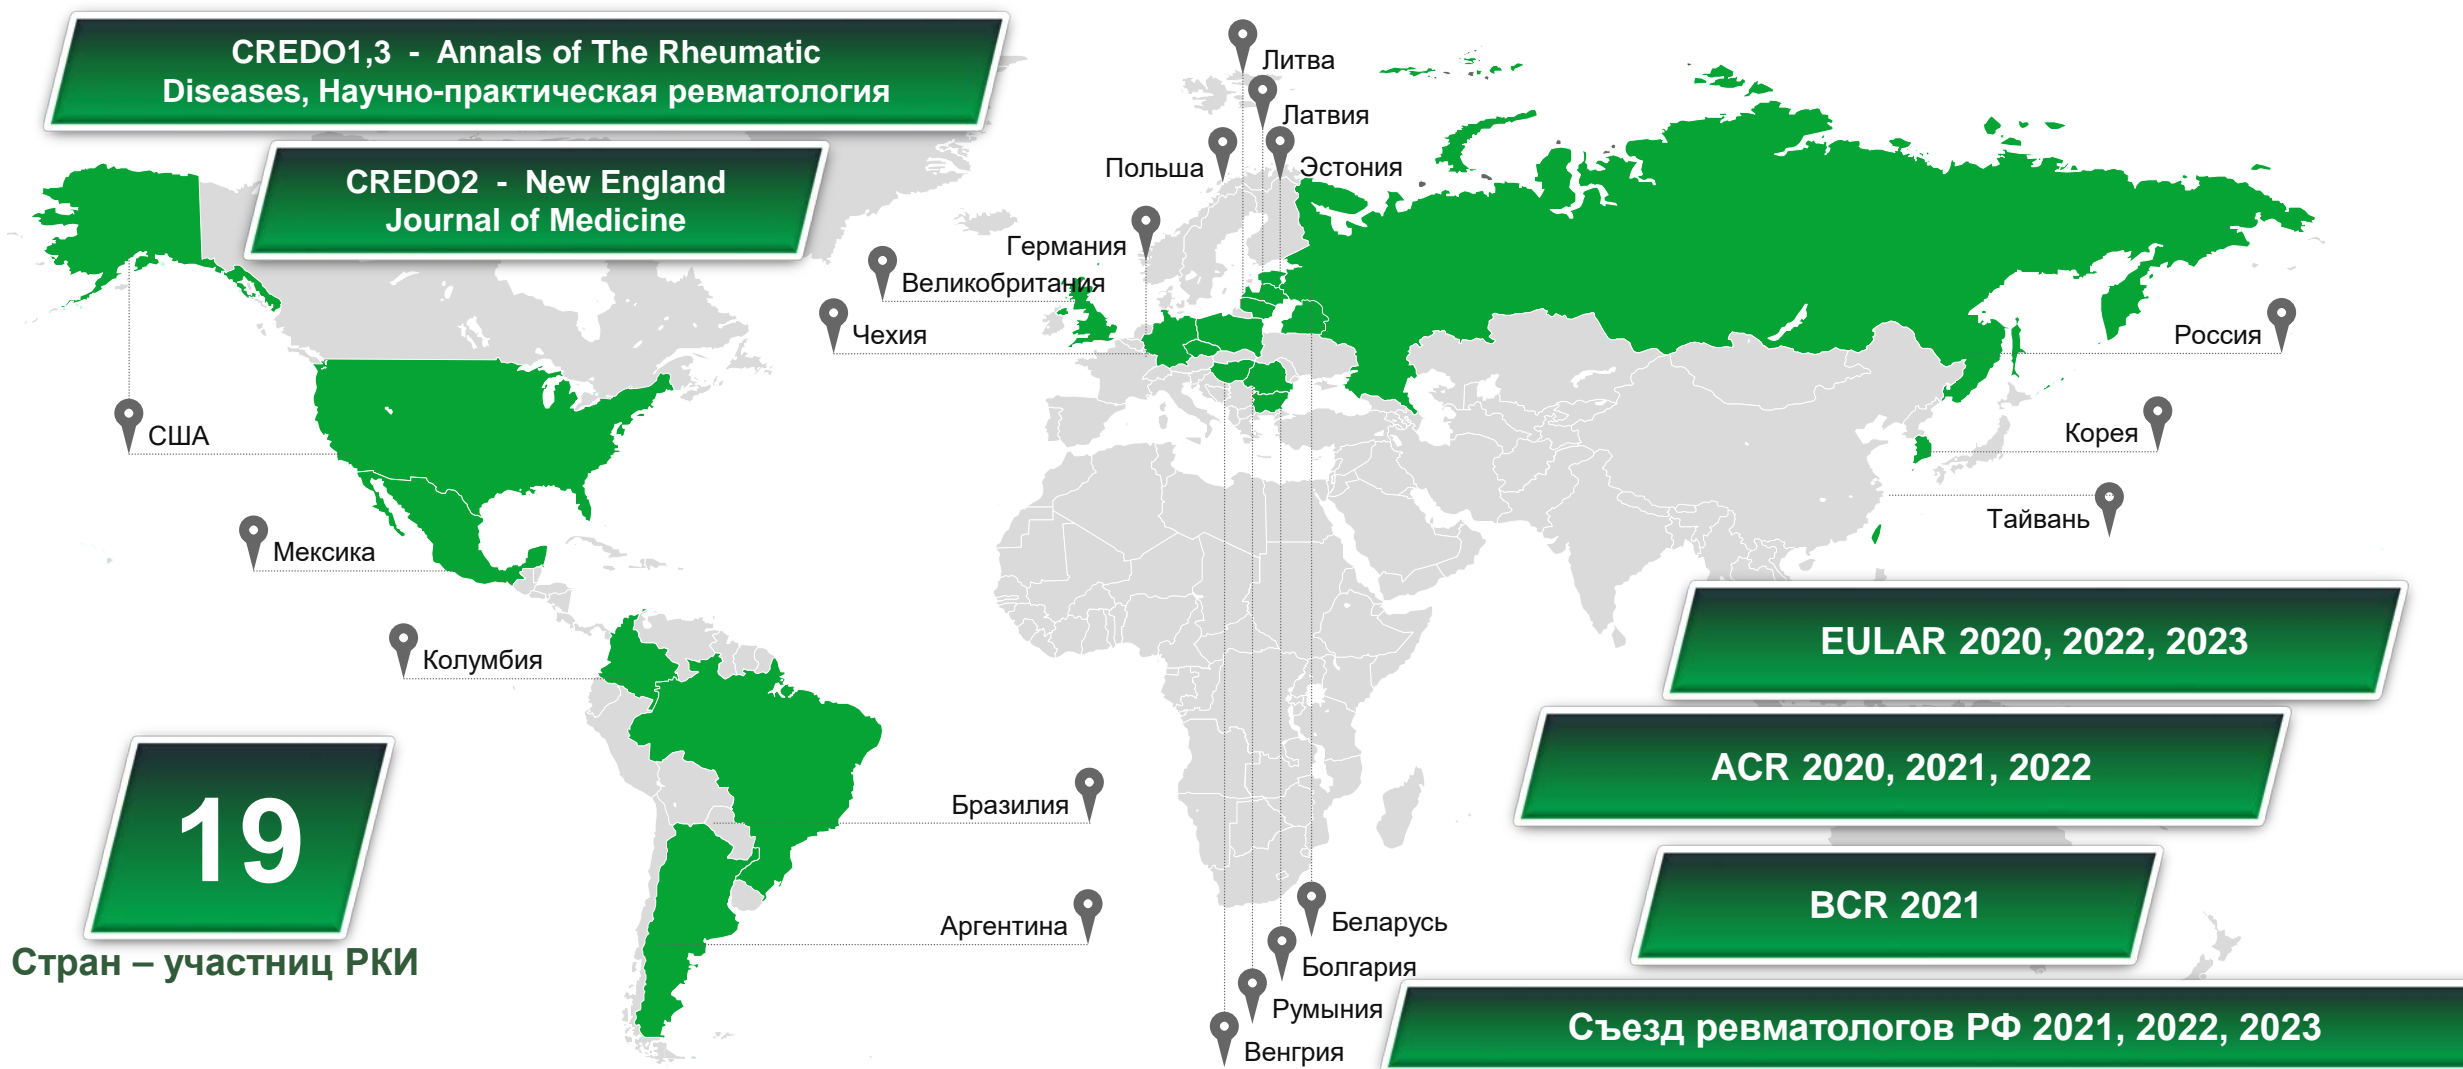 CREDO1,3 - Annals of The Rheumatic
Diseases, Научно-практическая ревматология
CREDO2 - New England
Journal of Medicine
Литва
Латвия
Польша
Эстония
Германия
Великобритания
Чехия
Россия
США
Корея
Тайвань
Мексика
Колумбия
Бразилия
Аргентина
Беларусь
Болгария
Румыния
Венгрия
19
Стран – участниц РКИ
EULAR 2020, 2022, 2023
ACR 2020, 2021, 2022
BCR 2021
Съезд ревматологов РФ 2021, 2022, 2023